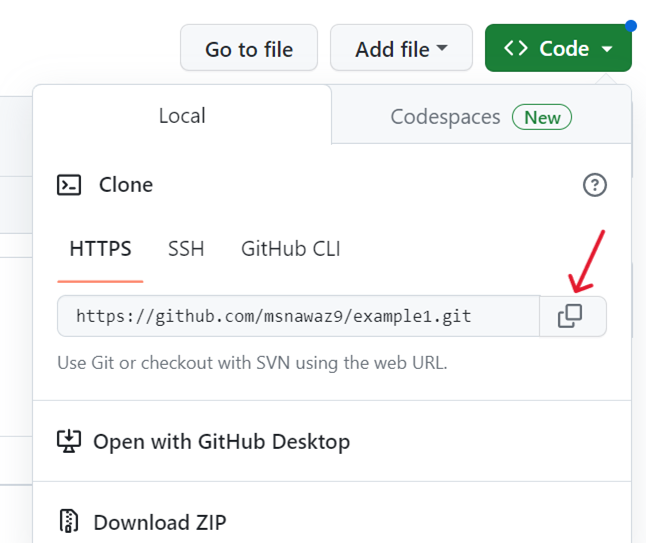 Go to file Add file Code
Local Codespaces New
Clone
HTTPS SSH GitHub CLI
https://github.com/msnawaz9/example1.git
Use Git or checkout with SVN using the web URL.
Open with GitHub Desktop
Download ZIP